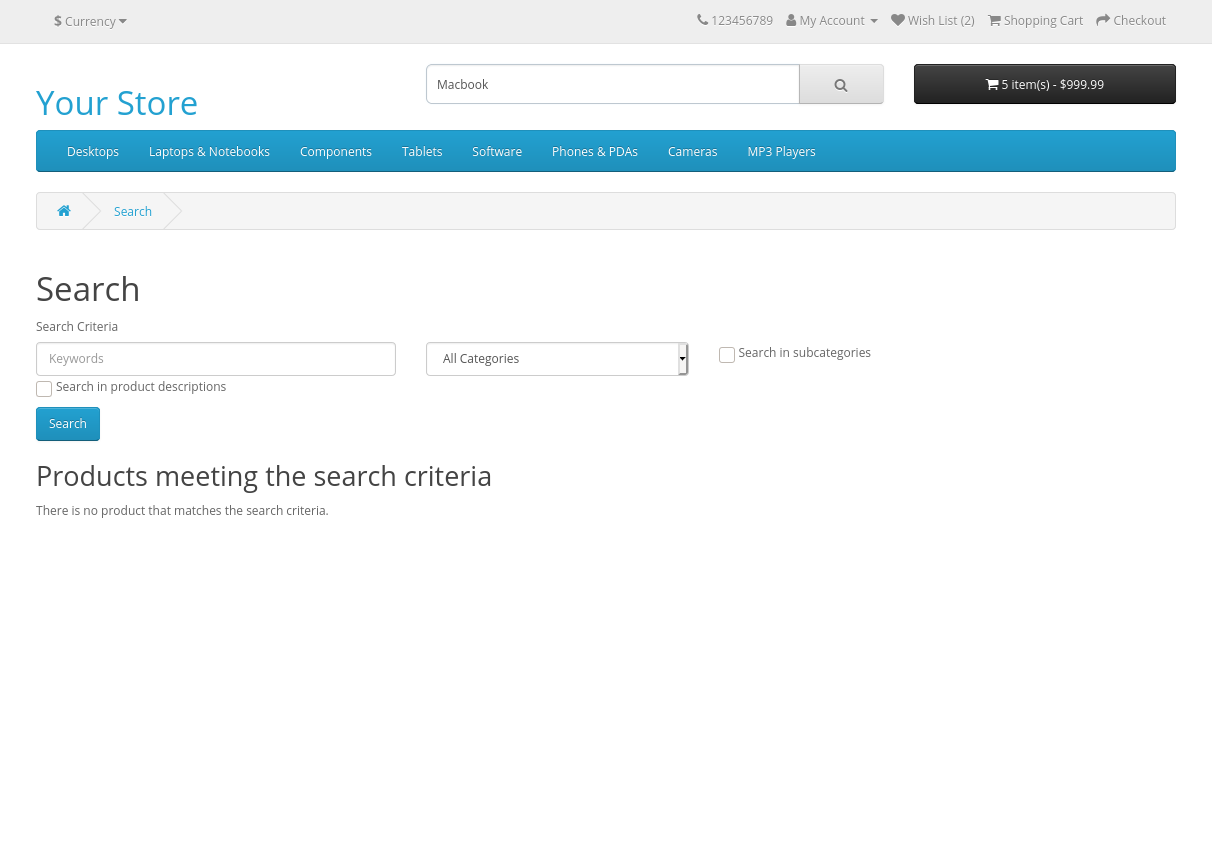 $ Currency
123456789 My Account Wish List (2) Shopping Cart Checkout
Your Store
Macbook
5 item(s) - $999.99
Desktops Laptops & Notebooks Components Tablets Software Phones & PDAs Cameras MP3 Players
Search
Search
Search Criteria
Keywords
All Categories
Search in subcategories
Search in product descriptions
Search
Products meeting the search criteria
There is no product that matches the search criteria.